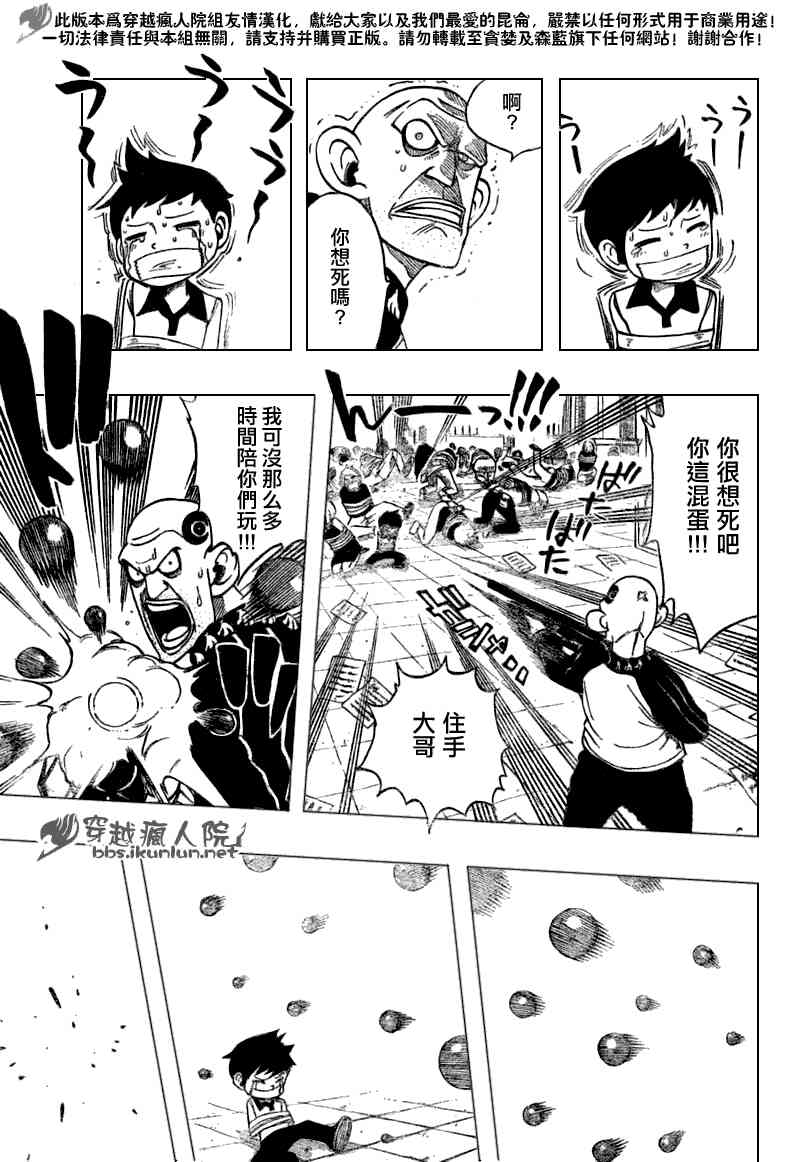 此版本爲穿越瘋人院組友情漢化，獻給大家以及我們最愛的昆侖，嚴禁以任何形式用于商業用途！
一切法律責任與本組無關，請支持并購買正版。請勿轉載至貪婪及森藍旗下任何網站！謝謝合作！
うっ
うっ
啊？
你想
死嗎？
うーうーうっ
你很想死吧
你這混蛋!!!
んーーっ!!!
ばた
ばた
住手
大哥
我可沒那么多
時間陪你們玩!!!
穿越瘋人院
bbs.ikunlun.net